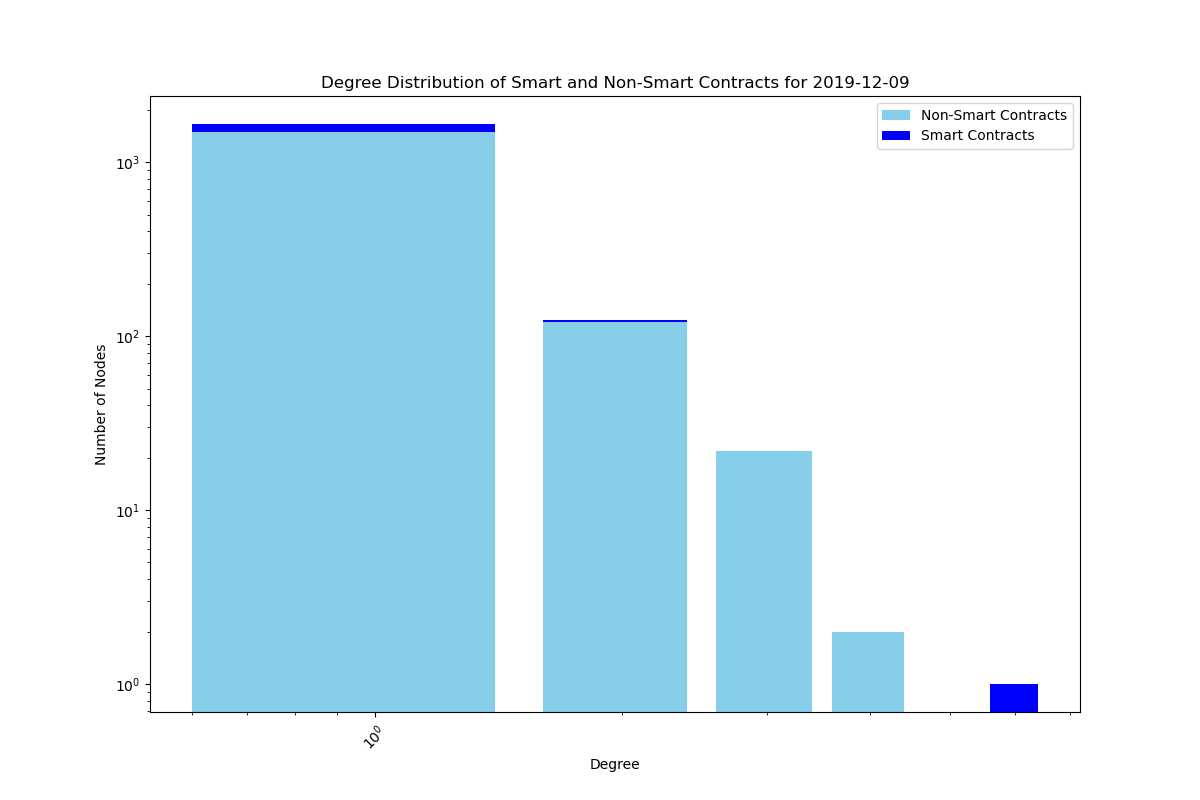 Degree Distribution of Smart and Non-Smart Contracts for 2019-12-09
Non-Smart Contracts
Smart Contracts
Number of Nodes
10³
10²
10¹
10⁰
10⁰
Degree